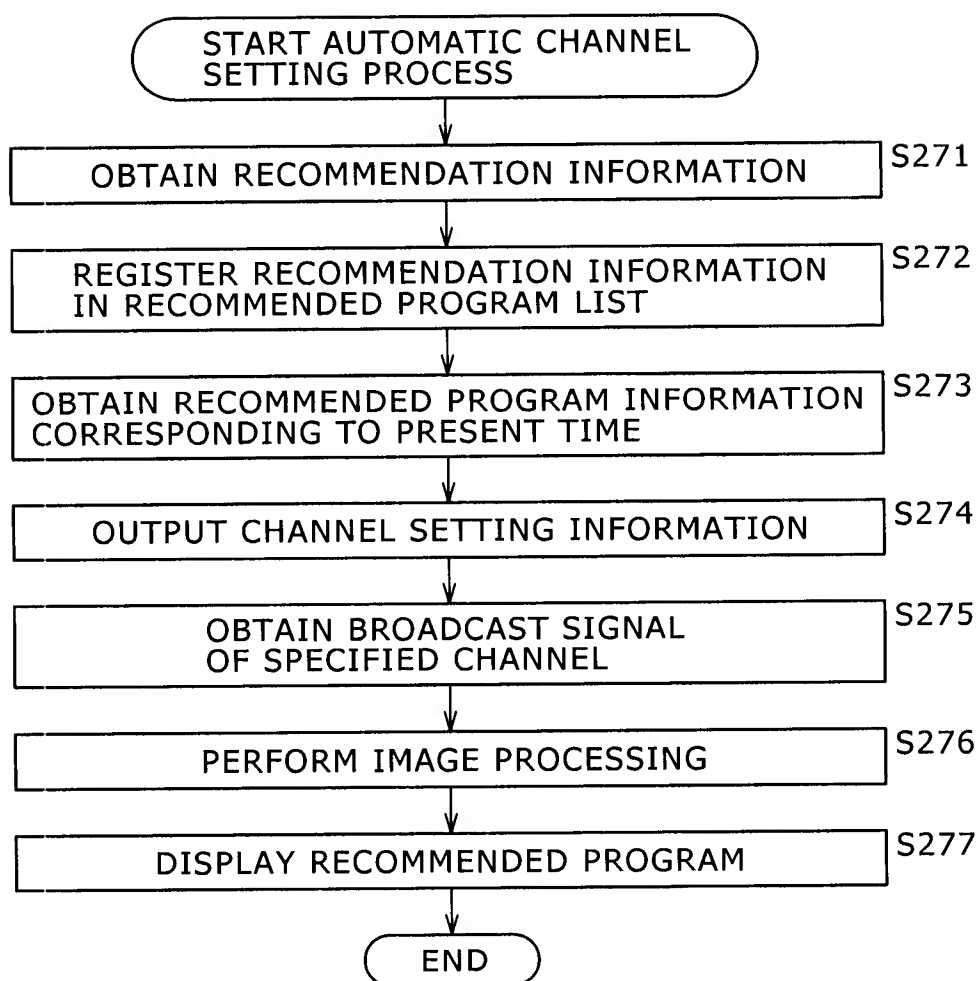 START AUTOMATIC CHANNEL
SETTING PROCESS
OBTAIN RECOMMENDATION INFORMATION
S271
REGISTER RECOMMENDATION INFORMATION
IN RECOMMENDED PROGRAM LIST
S272
OBTAIN RECOMMENDED PROGRAM INFORMATION
CORRESPONDING TO PRESENT TIME
S273
OUTPUT CHANNEL SETTING INFORMATION
S274
OBTAIN BROADCAST SIGNAL
OF SPECIFIED CHANNEL
S275
PERFORM IMAGE PROCESSING
S276
DISPLAY RECOMMENDED PROGRAM
S277
END